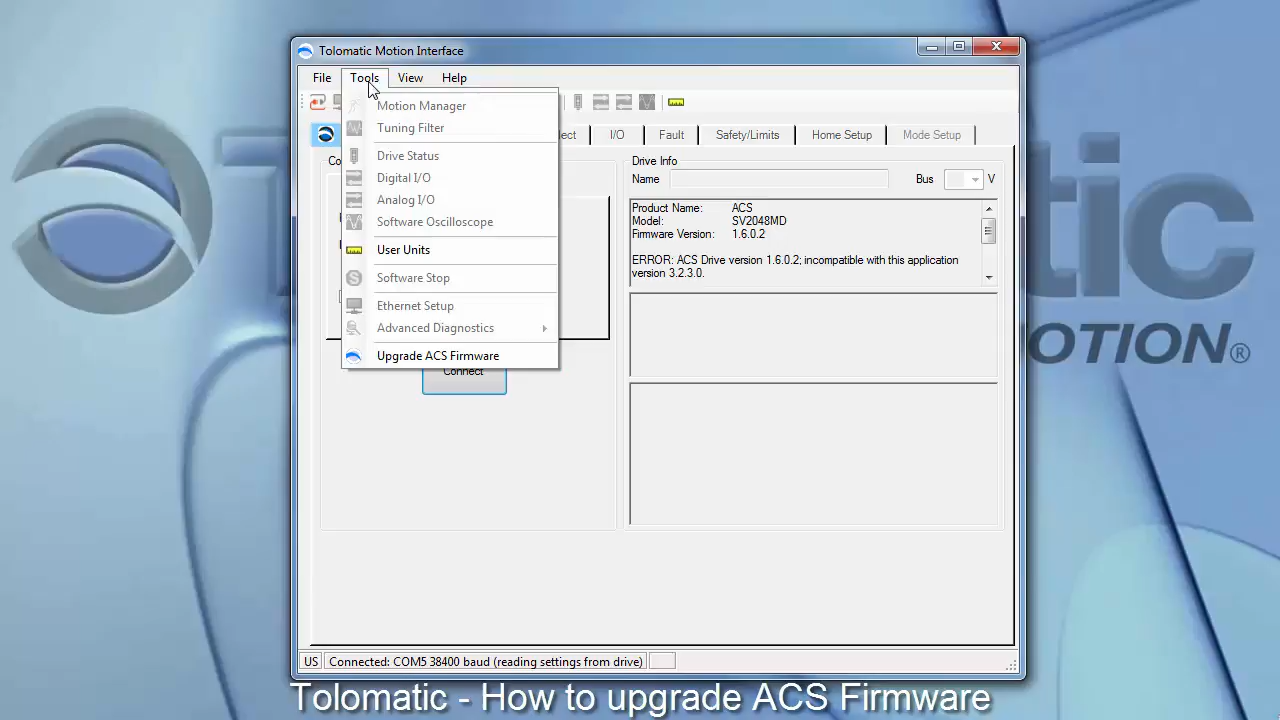 Tolomatic Motion Interface
File Tools View Help
Motion Manager
Tuning Filter
Drive Status
Digital I/O
Analog I/O
Software Oscilloscope
User Units
Software Stop
Ethernet Setup
Advanced Diagnostics
Upgrade ACS Firmware
Connect
I/O Fault Safety/Limits Home Setup Mode Setup
Drive Info
Name Bus V
Product Name: ACS
Model: SV2048MD
Firmware Version: 1.6.0.2
ERROR: ACS Drive version 1.6.0.2; incompatible with this application
version 3.2.3.0.
US Connected: COM5 38400 baud (reading settings from drive)
tic
OTION®
Tolomatic - How to upgrade ACS Firmware